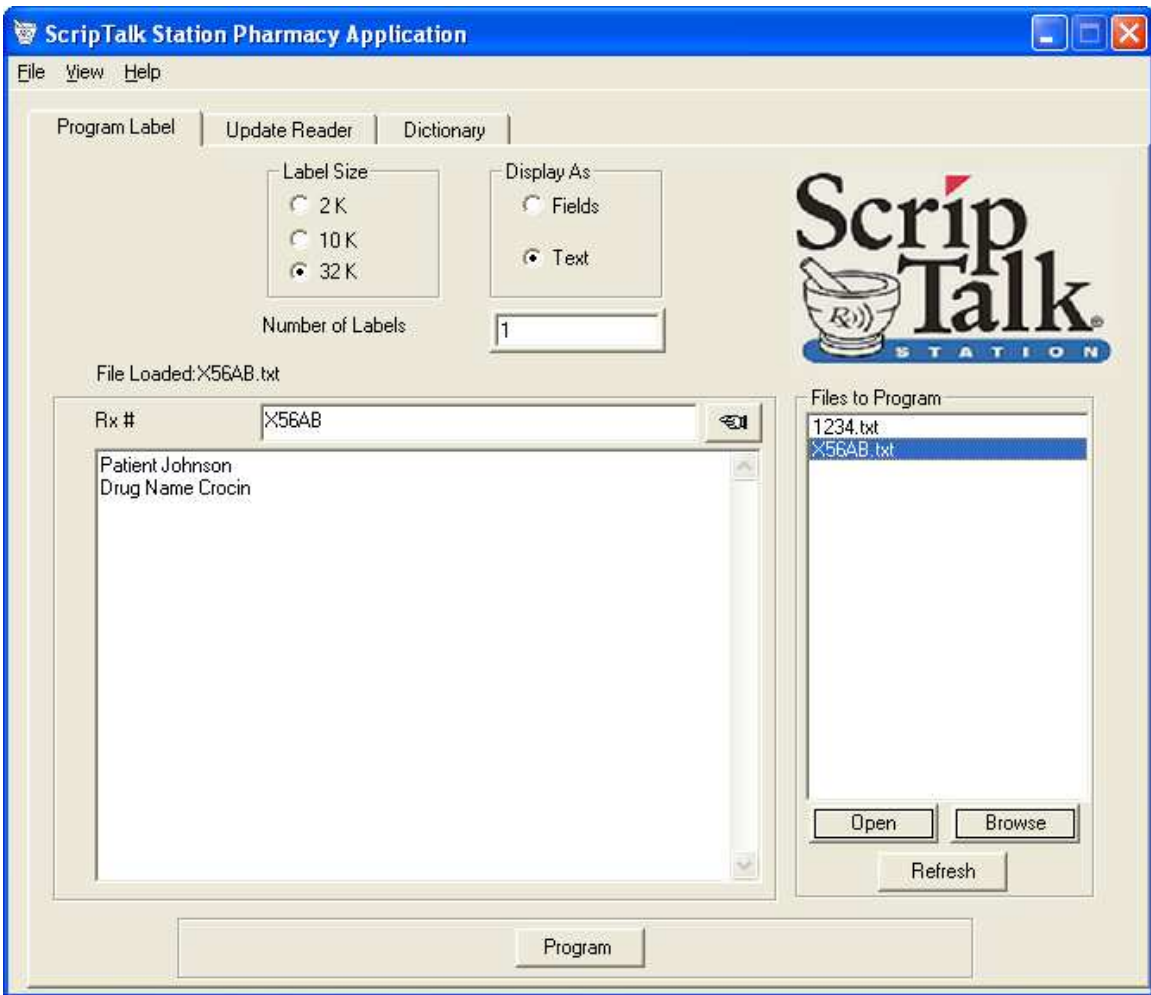 ScripTalk Station Pharmacy Application
File View Help
Program Label Update Reader Dictionary
Label Size
2 K
10 K
32 K
Display As
Fields
Text
Scrip
Talk®
STATION
Rx
Number of Labels 1
File Loaded:X56AB.txt
Rx # X56AB
Patient Johnson
Drug Name Crocin
Files to Program
1234.txt
X56AB.txt
Open Browse
Refresh
Program